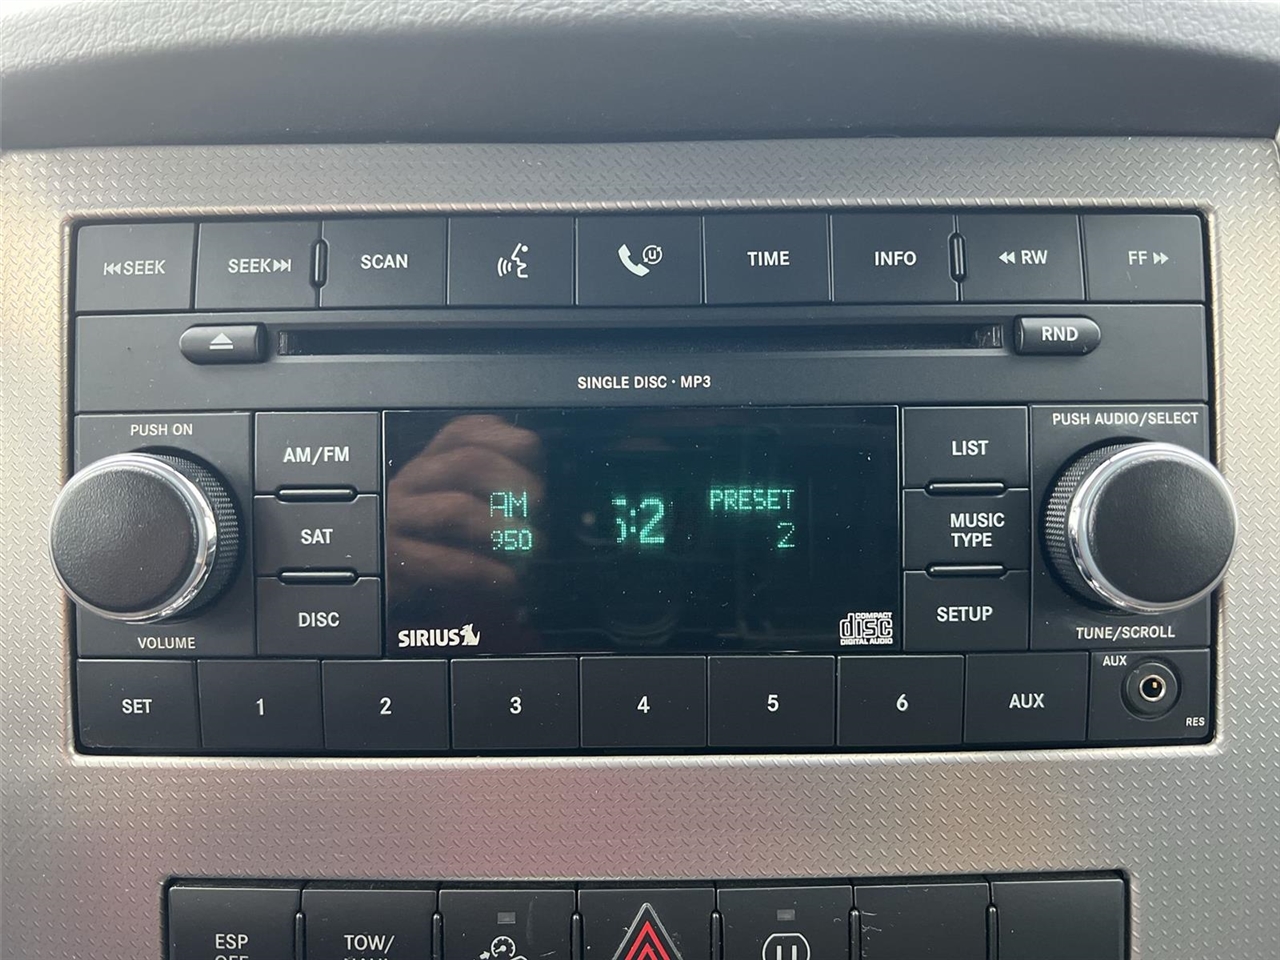 SEEK
SEEK
SCAN
TIME
INFO
RW
FF
RND
SINGLE DISC · MP3
PUSH ON
PUSH AUDIO/SELECT
AM/FM
LIST
SAT
MUSIC
TYPE
DISC
SETUP
AM
950
:2
PRESET
2
SIRIUS
COMPACT
disc
DIGITAL AUDIO
VOLUME
TUNE/SCROLL
SET
1
2
3
4
5
6
AUX
AUX
RES
ESP
OFF
TOW/